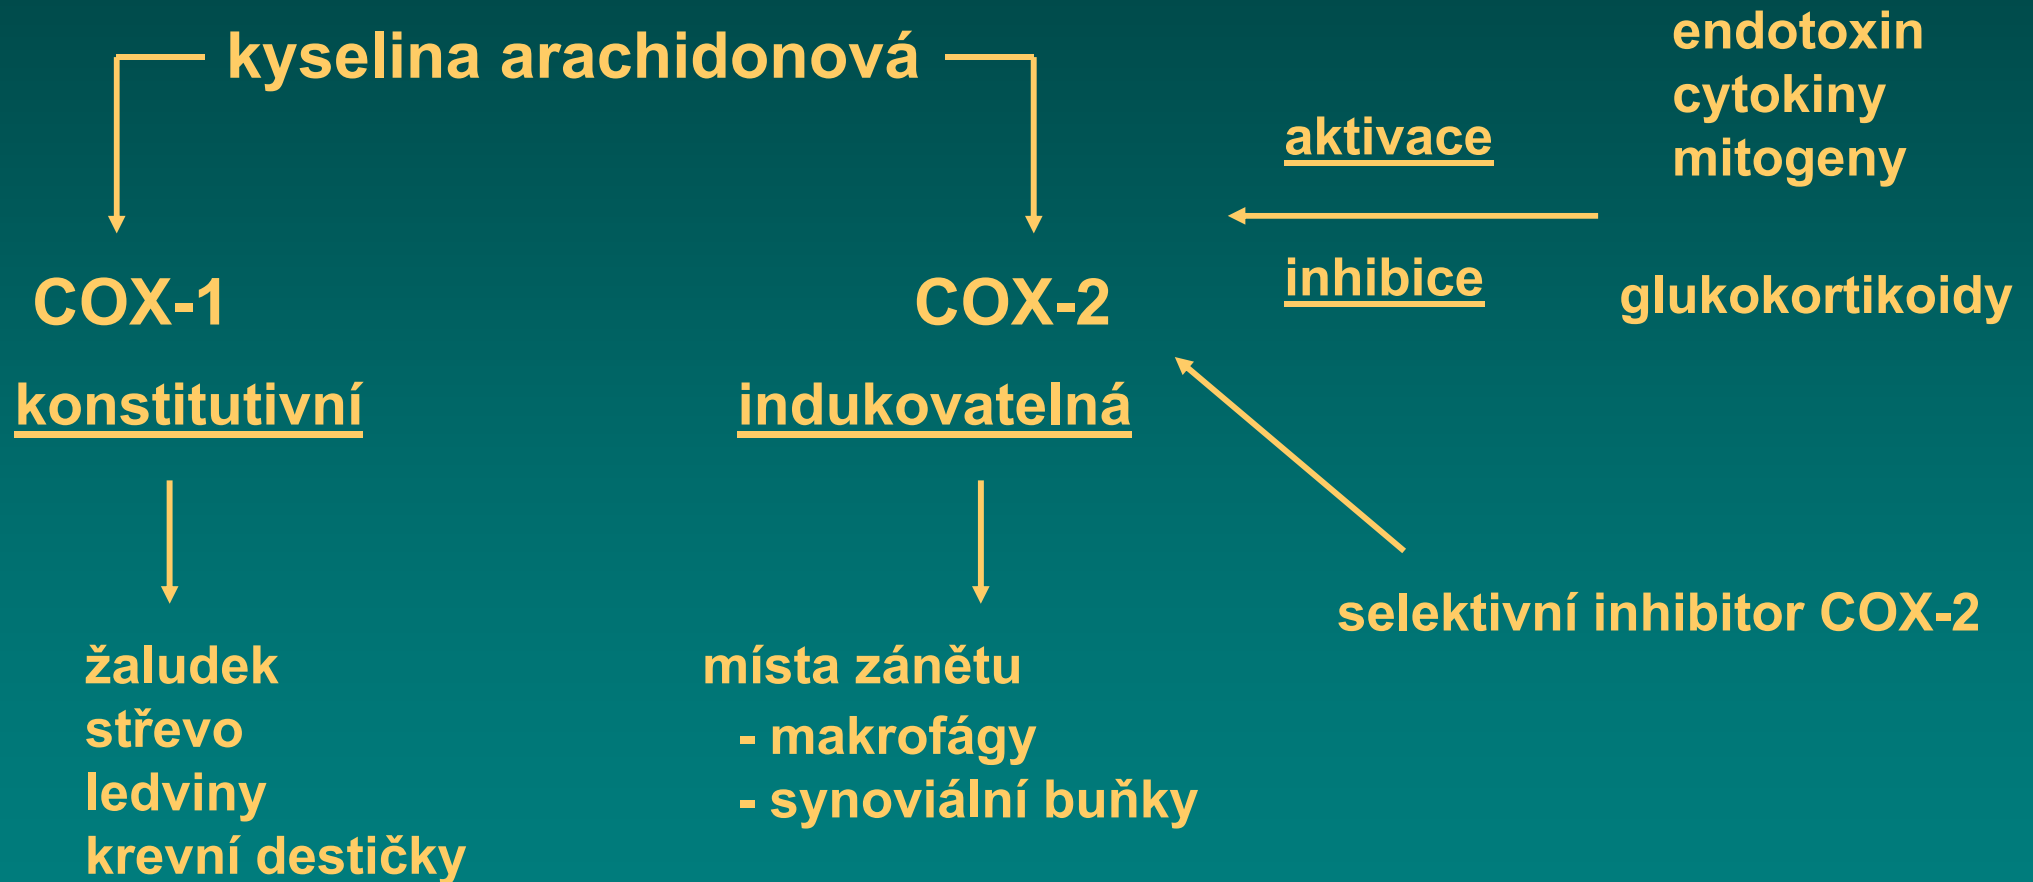 kyselina arachidonová
endotoxin
cytokiny
mitogeny
aktivace
inhibice
glukokortikoidy
COX-1
COX-2
konstitutivní
indukovatelná
selektivní inhibitor COX-2
žaludek
střevo
ledviny
krevní destičky
místa zánětu
- makrofágy
- synoviální buňky